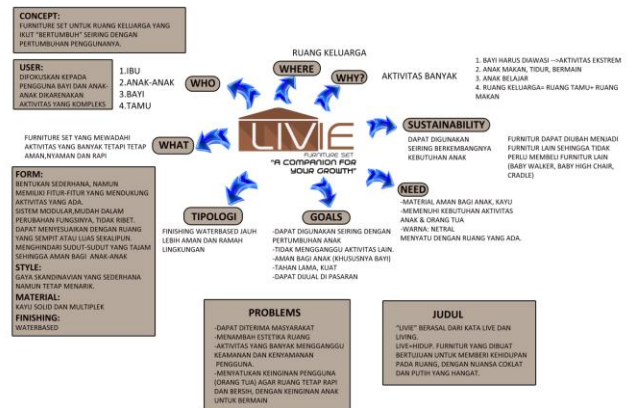 CONCEPT:
FURNITURE SET UNTUK RUANG KELUARGA YANG
IKUT "BERTUMBUH" SEIRING DENGAN
PERTUMBUHAN PENGGUNANYA.
USER:
DIFOKUSKAN KEPADA
PENGGUNA BAYI DAN ANAK-
ANAK DIKARENAKAN
AKTIVITAS YANG KOMPLEKS
1.IBU
2.ANAK-ANAK
3.BAYI
4.TAMU
WHO
RUANG KELUARGA
WHERE
WHY?
AKTIVITAS BANYAK
1. BAYI HARUS DIAWASI -->AKTIVITAS EKSTREM
2. ANAK MAKAN, TIDUR, BERMAIN
3. ANAK BELAJAR
4. RUANG KELUARGA= RUANG TAMU+ RUANG
MAKAN
FURNITURE SET YANG MEWADAHI
AKTIVITAS YANG BANYAK TETAPI TETAP
AMAN,NYAMAN DAN RAPI
WHAT
LIVIE
FURNITURE SET
"A COMPANION FOR
YOUR GROWTH"
SUSTAINABILITY
DAPAT DIGUNAKAN
SEIRING BERKEMBANGNYA
KEBUTUHAN ANAK
FURNITUR DAPAT DIUBAH MENJADI
FURNITUR LAIN SEHINGGA TIDAK
PERLU MEMBELI FURNITUR LAIN
(BABY WALKER, BABY HIGH CHAIR,
CRADLE)
FORM:
BENTUKAN SEDERHANA, NAMUN
MEMILIKI FITUR-FITUR YANG MENDUKUNG
AKTIVITAS YANG ADA.
SISTEM MODULAR,MUDAH DALAM
PERUBAHAN FUNGSINYA, TIDAK RIBET.
DAPAT MENYESUAIKAN DENGAN RUANG
YANG SEMPIT ATAU LUAS SEKALIPUN.
MENGHINDARI SUDUT-SUDUT YANG TAJAM
SEHINGGA AMAN BAGI ANAK-ANAK
STYLE:
GAYA SKANDINAVIAN YANG SEDERHANA
NAMUN TETAP MENARIK.
MATERIAL:
KAYU SOLID DAN MULTIPLEK
FINISHING:
WATERBASED
TIPOLOGI
FINISHING WATERBASED JAUH
LEBIH AMAN DAN RAMAH
LINGKUNGAN
GOALS
-DAPAT DIGUNAKAN SEIRING DENGAN
PERTUMBUHAN ANAK
-TIDAK MENGGANGGU AKTIVITAS LAIN.
-AMAN BAGI ANAK (KHUSUSNYA BAYI)
-TAHAN LAMA, KUAT
-DAPAT DIJUAL DI PASARAN
NEED
-MATERIAL AMAN BAGI ANAK, KAYU
-MEMENUHI KEBUTUHAN AKTIVITAS
ANAK & ORANG TUA
-WARNA: NETRAL
MENYATU DENGAN RUANG YANG ADA.
PROBLEMS
-DAPAT DITERIMA MASYARAKAT
-MENAMBAH ESTETIKA RUANG
-AKTIVITAS YANG BANYAK MENGGANGGU
KEAMANAN DAN KENYAMANAN
PENGGUNA.
-MENYATUKAN KEINGINAN PENGGUNA
(ORANG TUA) AGAR RUANG TETAP RAPI
DAN BERSIH, DENGAN KEINGINAN ANAK
UNTUK BERMAIN
JUDUL
"LIVIE" BERASAL DARI KATA LIVE DAN
LIVING.
LIVE=HIDUP. FURNITUR YANG DIBUAT
BERTUJUAN UNTUK MEMBERI KEHIDUPAN
PADA RUANG, DENGAN NUANSA COKLAT
DAN PUTIH YANG HANGAT.